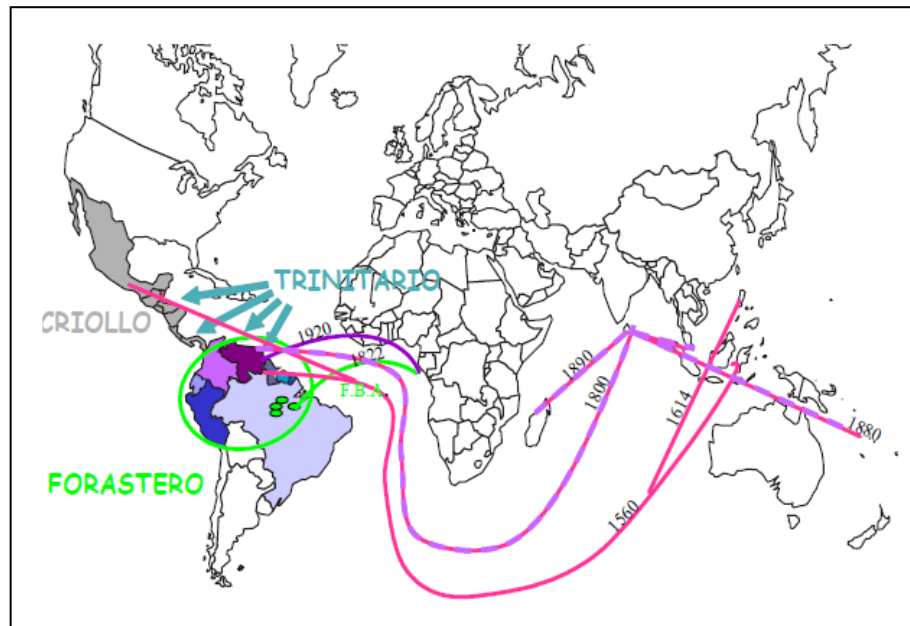 TRINITARIO
CRIOLLO
1920
1822
F.B.A.
FORASTERO
1890
1800
1614
1560
1880